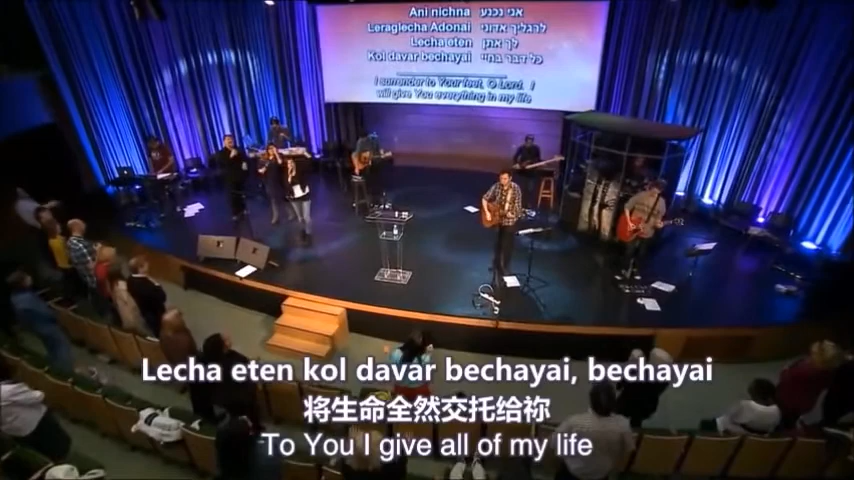 Ani nichna אני נכנע
Leraglecha Adonai לרגליך אדוני
Lecha eten לך אתן
Kol davar bechayai כל דבר בחיי
I surrender to Your feet, O Lord. I
will give You everything in my life
Lecha eten kol davar bechayai, bechayai
将生命全然交托给祢
To You I give all of my life